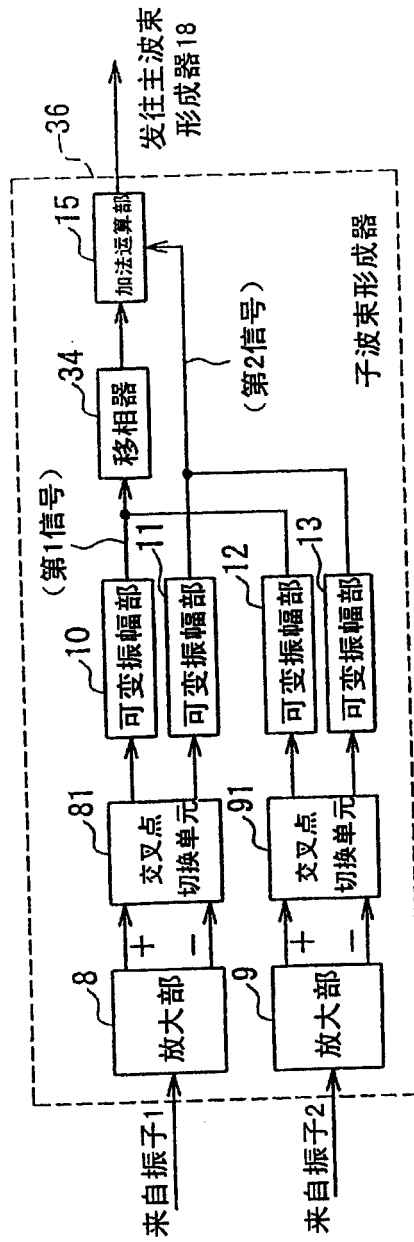 来自振子1
8
放大部
+
−
81
交叉点
切换单元
10
可变振幅部
11
可变振幅部
(第1信号)
34
移相器
15
加法运算部
36
发往主波束
形成器18
来自振子2
9
放大部
+
−
91
交叉点
切换单元
12
可变振幅部
13
可变振幅部
(第2信号)
子波束形成器